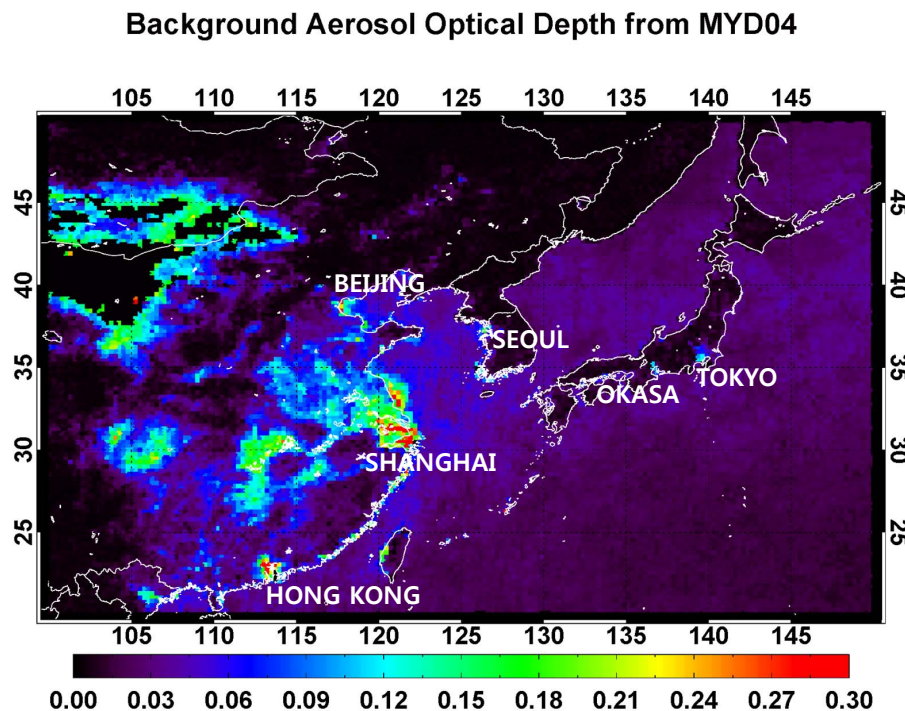 Background Aerosol Optical Depth from MYD04
105 110 115 120 125 130 135 140 145
45 45
40 40
BEIJING
SEOUL
35 35
TOKYO
OKASA
30 30
SHANGHAI
25 25
HONG KONG
105 110 115 120 125 130 135 140 145
0.00 0.03 0.06 0.09 0.12 0.15 0.18 0.21 0.24 0.27 0.30